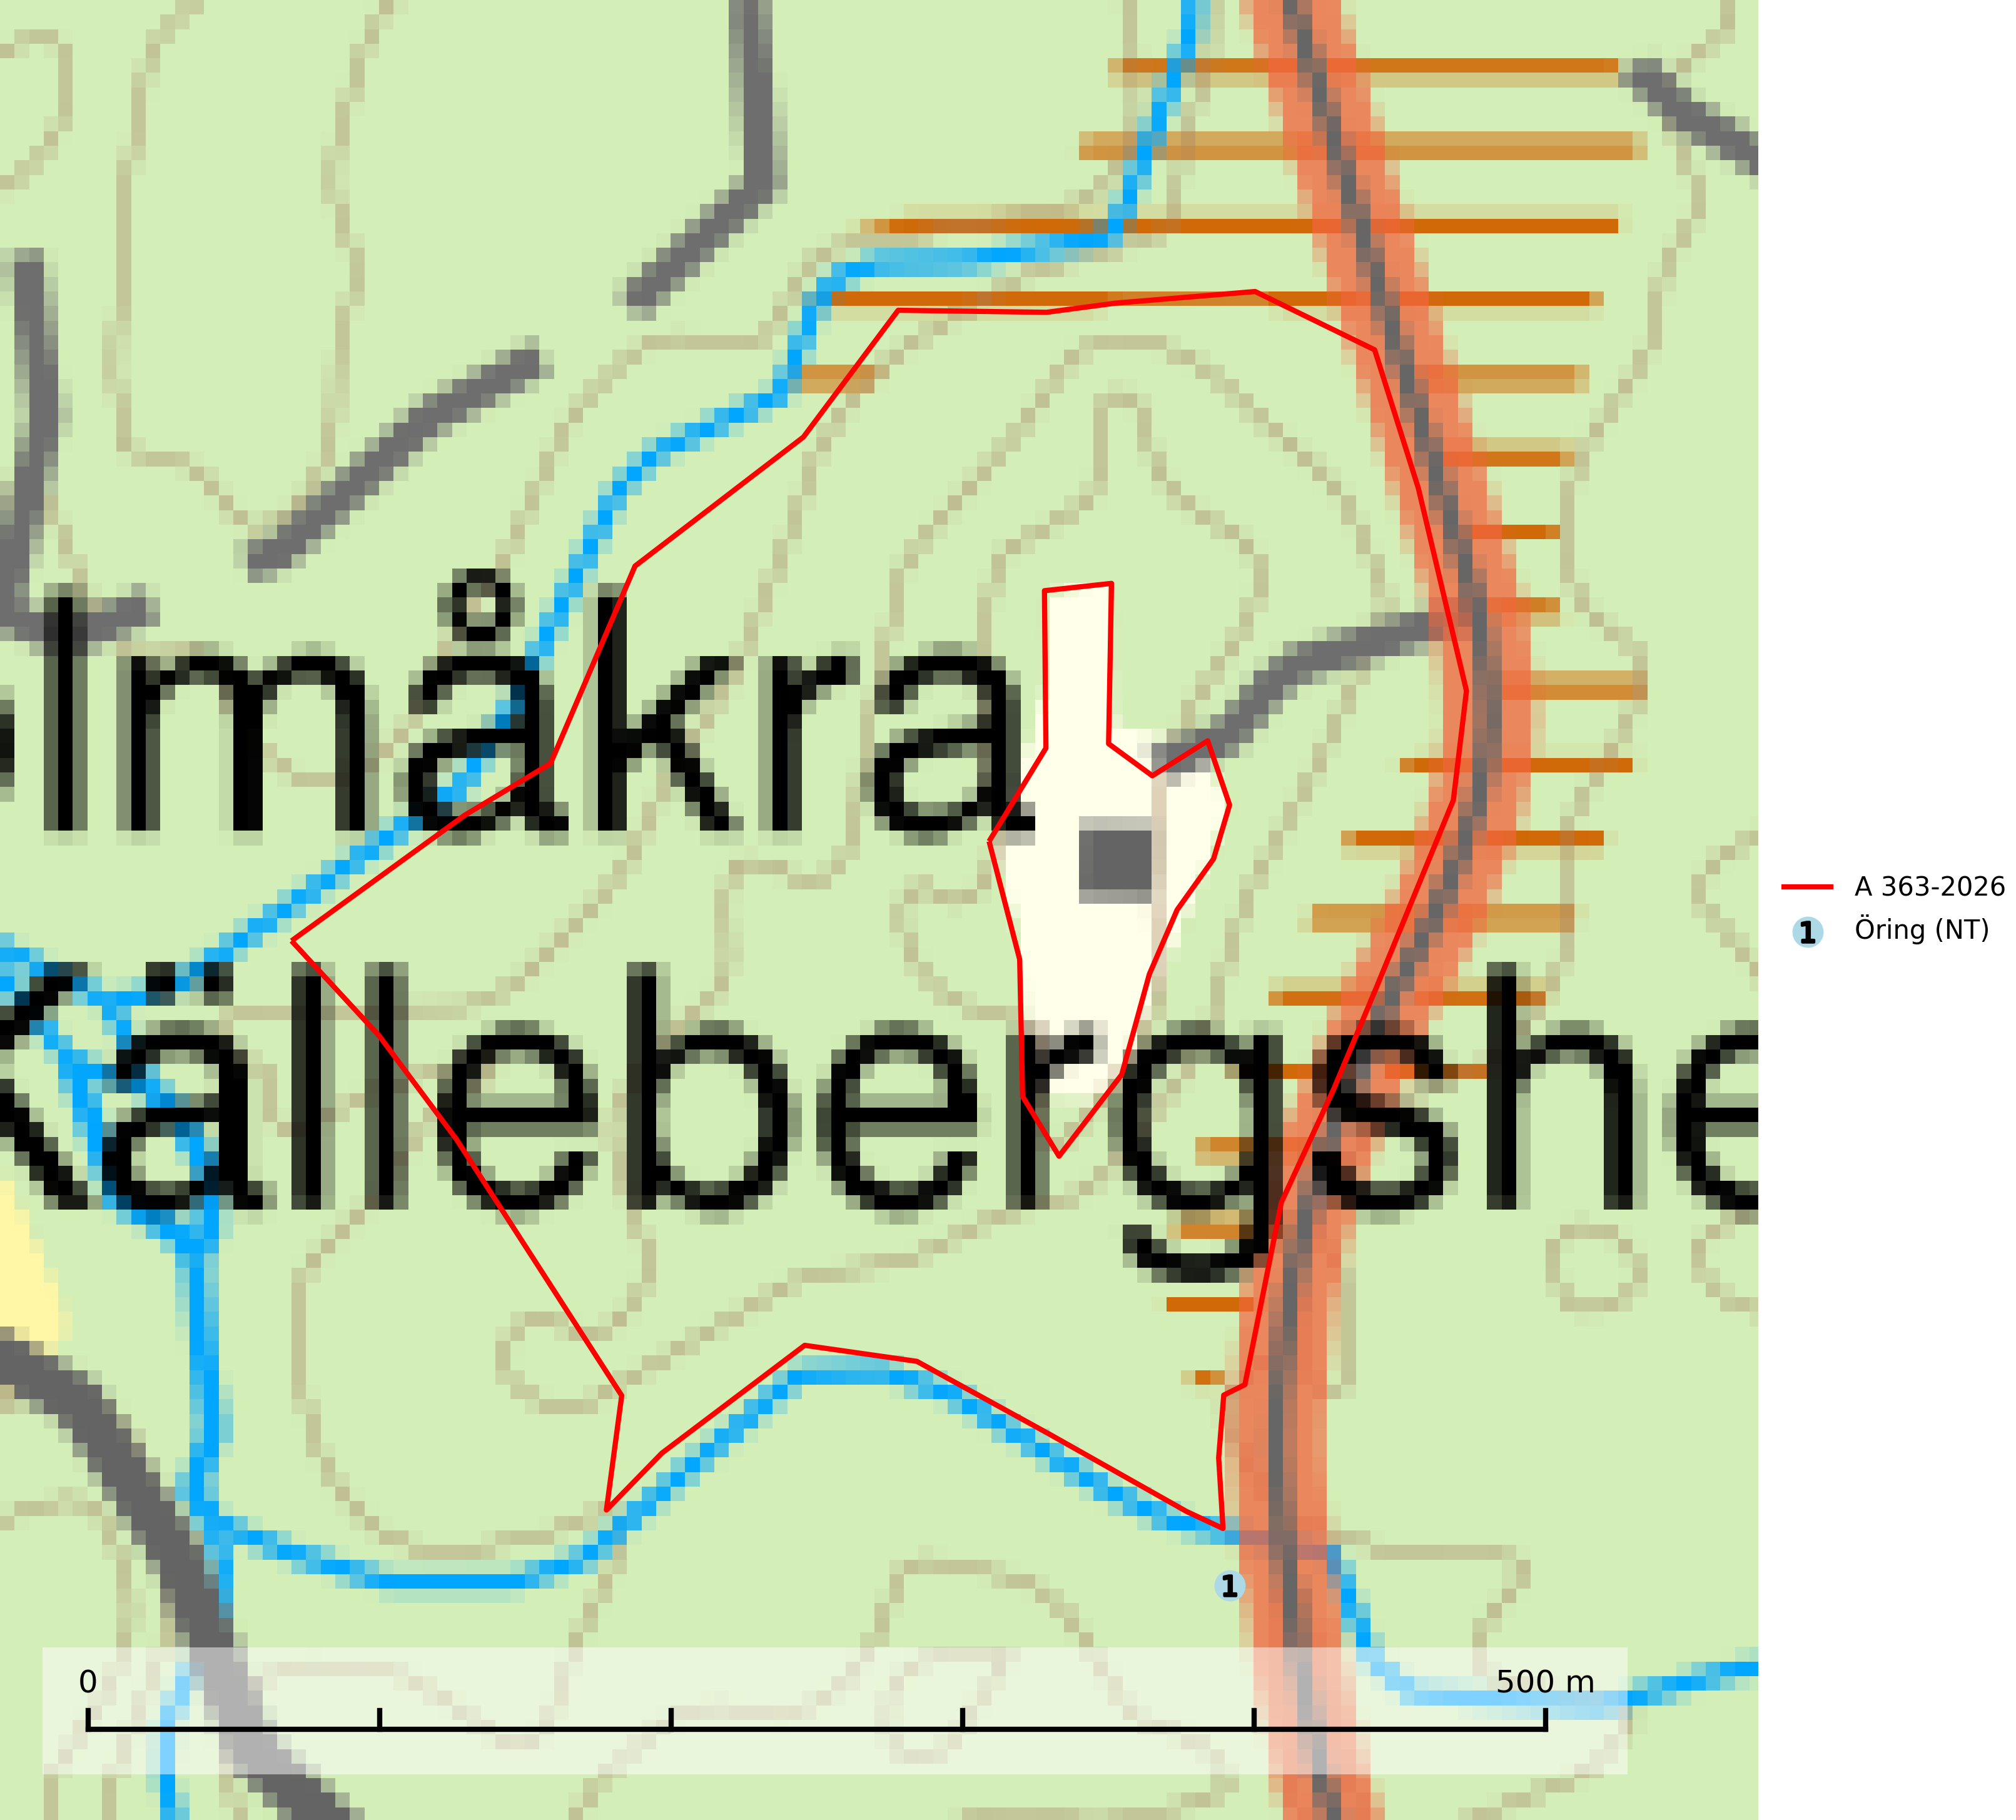 lmåkra
Källebergshe
A 363-2026
1 Öring (NT)
1
0 500 m